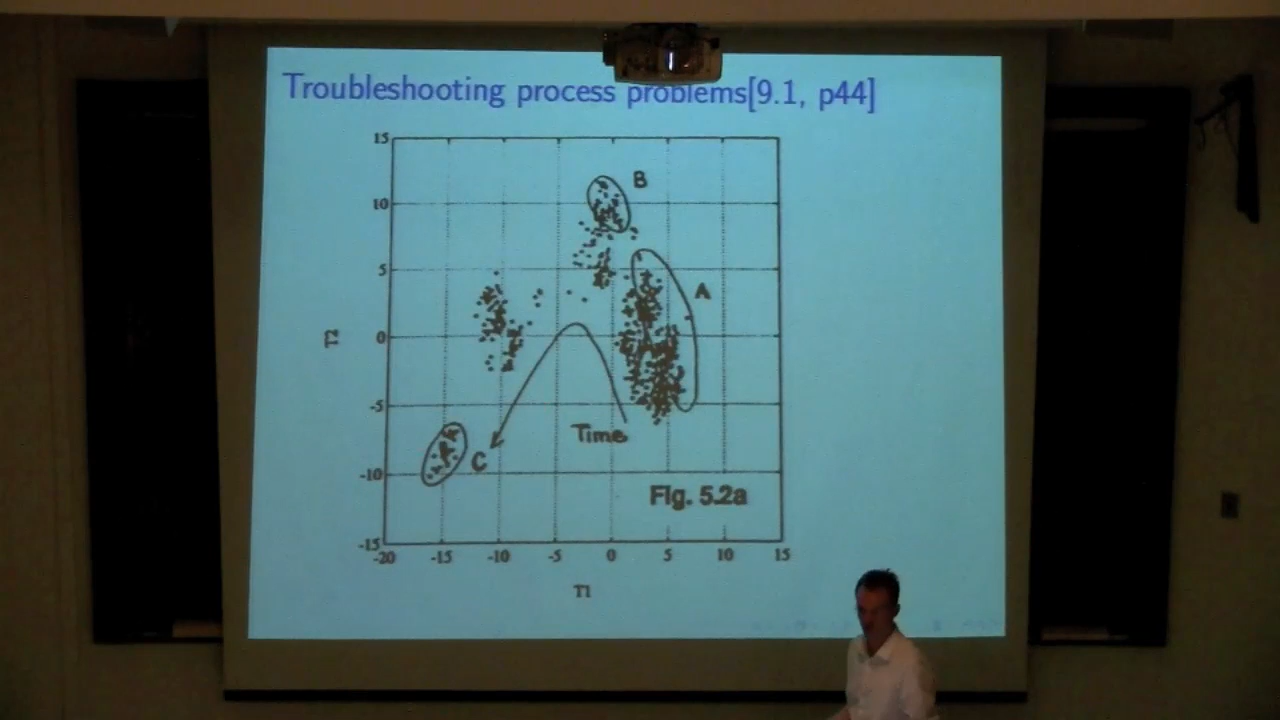 Troubleshooting process problems[9.1, p44]
15
B
10
5
A
T2
0
-5
Time
C
-10
Fig. 5.2a
-15
-20 -15 -10 -5 0 5 10 15
T1